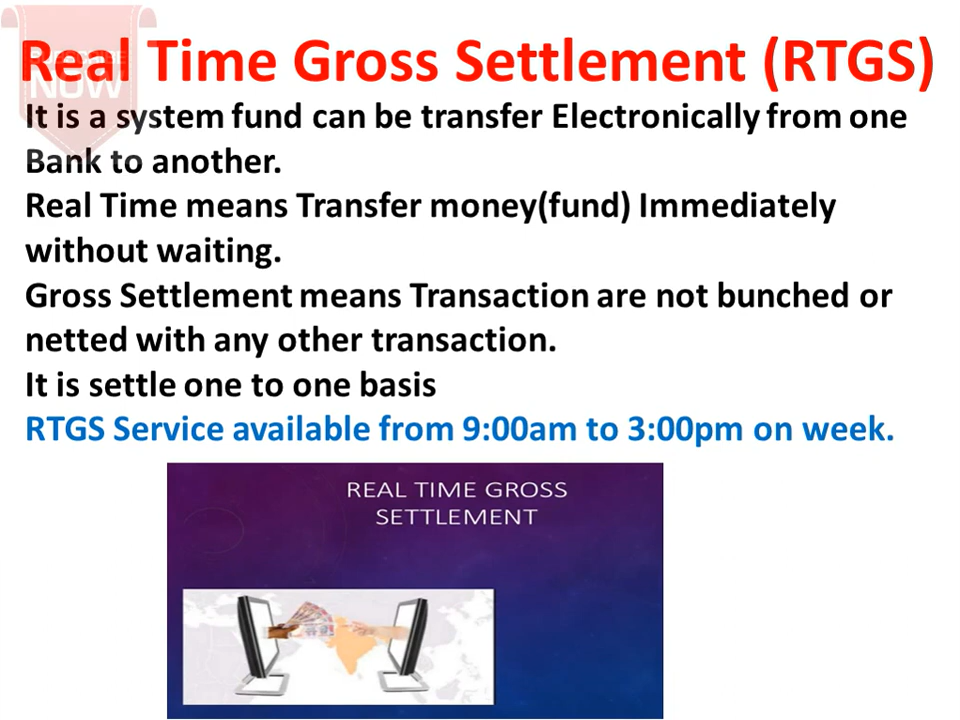 SUBSCRIBE
NOW
Real Time Gross Settlement (RTGS)
It is a system fund can be transfer Electronically from one
Bank to another.
Real Time means Transfer money(fund) Immediately
without waiting.
Gross Settlement means Transaction are not bunched or
netted with any other transaction.
It is settle one to one basis
RTGS Service available from 9:00am to 3:00pm on week.
REAL TIME GROSS
SETTLEMENT